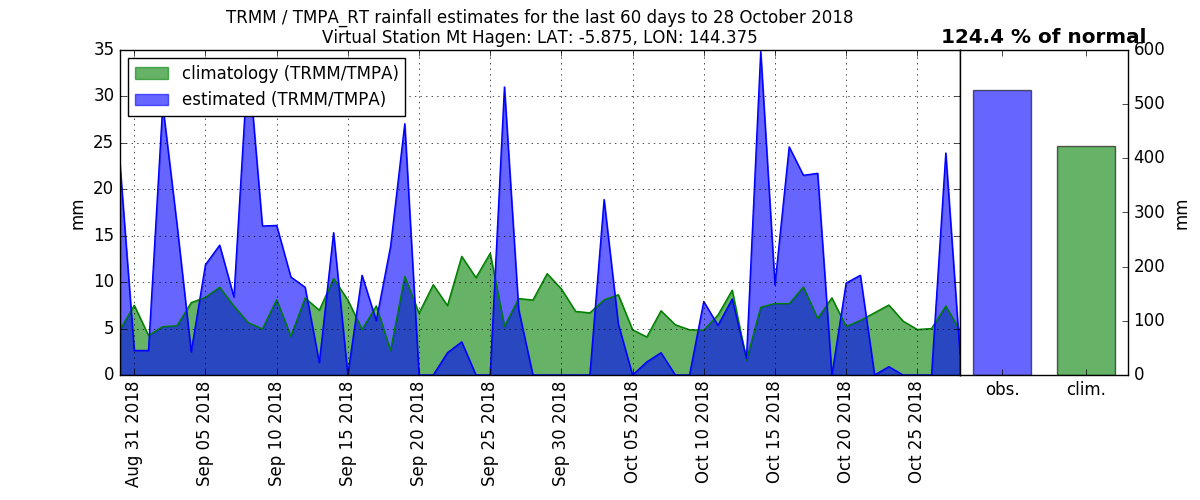 TRMM / TMPA_RT rainfall estimates for the last 60 days to 28 October 2018
Virtual Station Mt Hagen: LAT: -5.875, LON: 144.375
124.4 % of normal
climatology (TRMM/TMPA)
estimated (TRMM/TMPA)
35
30
25
20
15
10
5
0
mm
Aug 31 2018
Sep 05 2018
Sep 10 2018
Sep 15 2018
Sep 20 2018
Sep 25 2018
Sep 30 2018
Oct 05 2018
Oct 10 2018
Oct 15 2018
Oct 20 2018
Oct 25 2018
600
500
400
300
200
100
0
mm
obs.
clim.